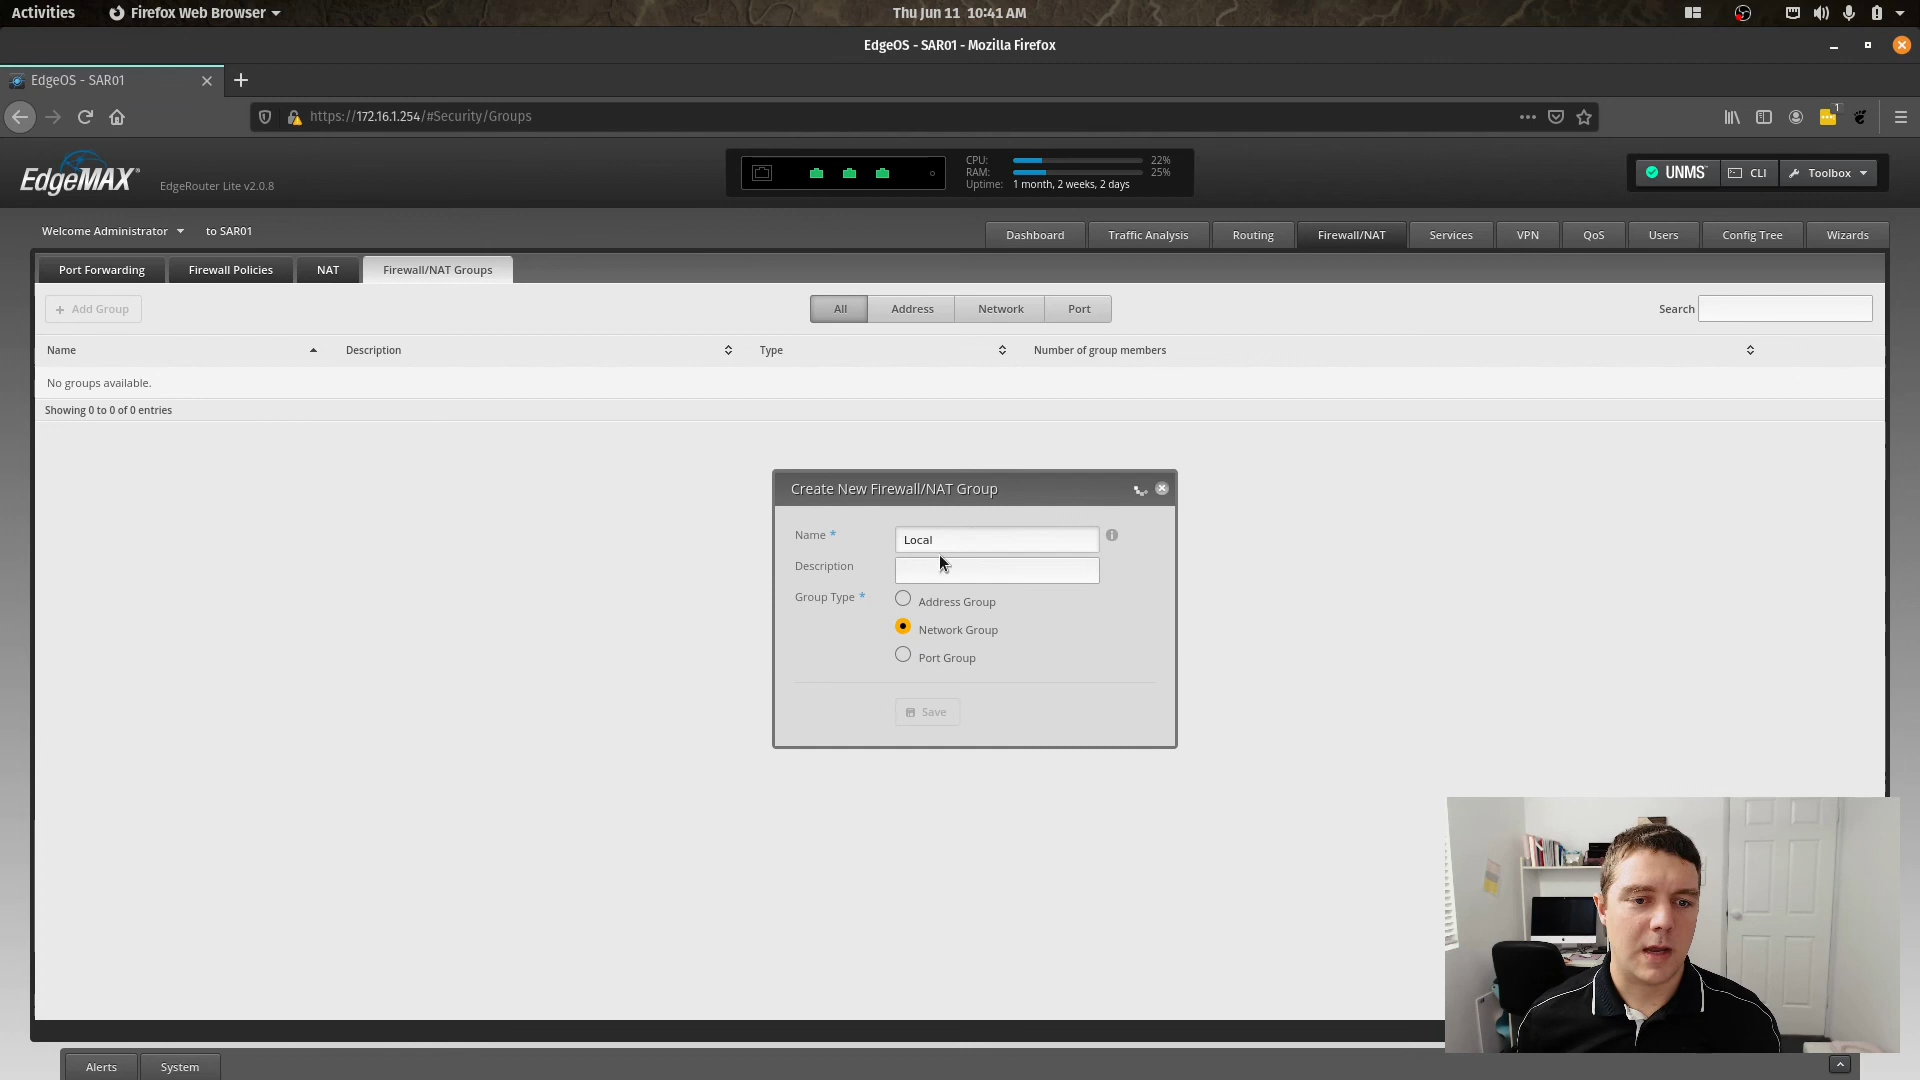 Activities
Firefox Web Browser
Thu Jun 11 10:41 AM
EdgeOS - SAR01 - Mozilla Firefox
EdgeOS - SAR01
https://172.16.1.254/#Security/Groups
1
EdgeMAX
EdgeRouter Lite v2.0.8
CPU: 22%
RAM: 25%
Uptime: 1 month, 2 weeks, 2 days
UNMS
CLI
Toolbox
Welcome Administrator
to SAR01
Dashboard
Traffic Analysis
Routing
Firewall/NAT
Services
VPN
QoS
Users
Config Tree
Wizards
Port Forwarding
Firewall Policies
NAT
Firewall/NAT Groups
+ Add Group
All
Address
Network
Port
Search
Name
Description
Type
Number of group members
No groups available.
Showing 0 to 0 of 0 entries
Create New Firewall/NAT Group
Name *
Local
Description
Group Type *
Address Group
Network Group
Port Group
Save
Alerts
System